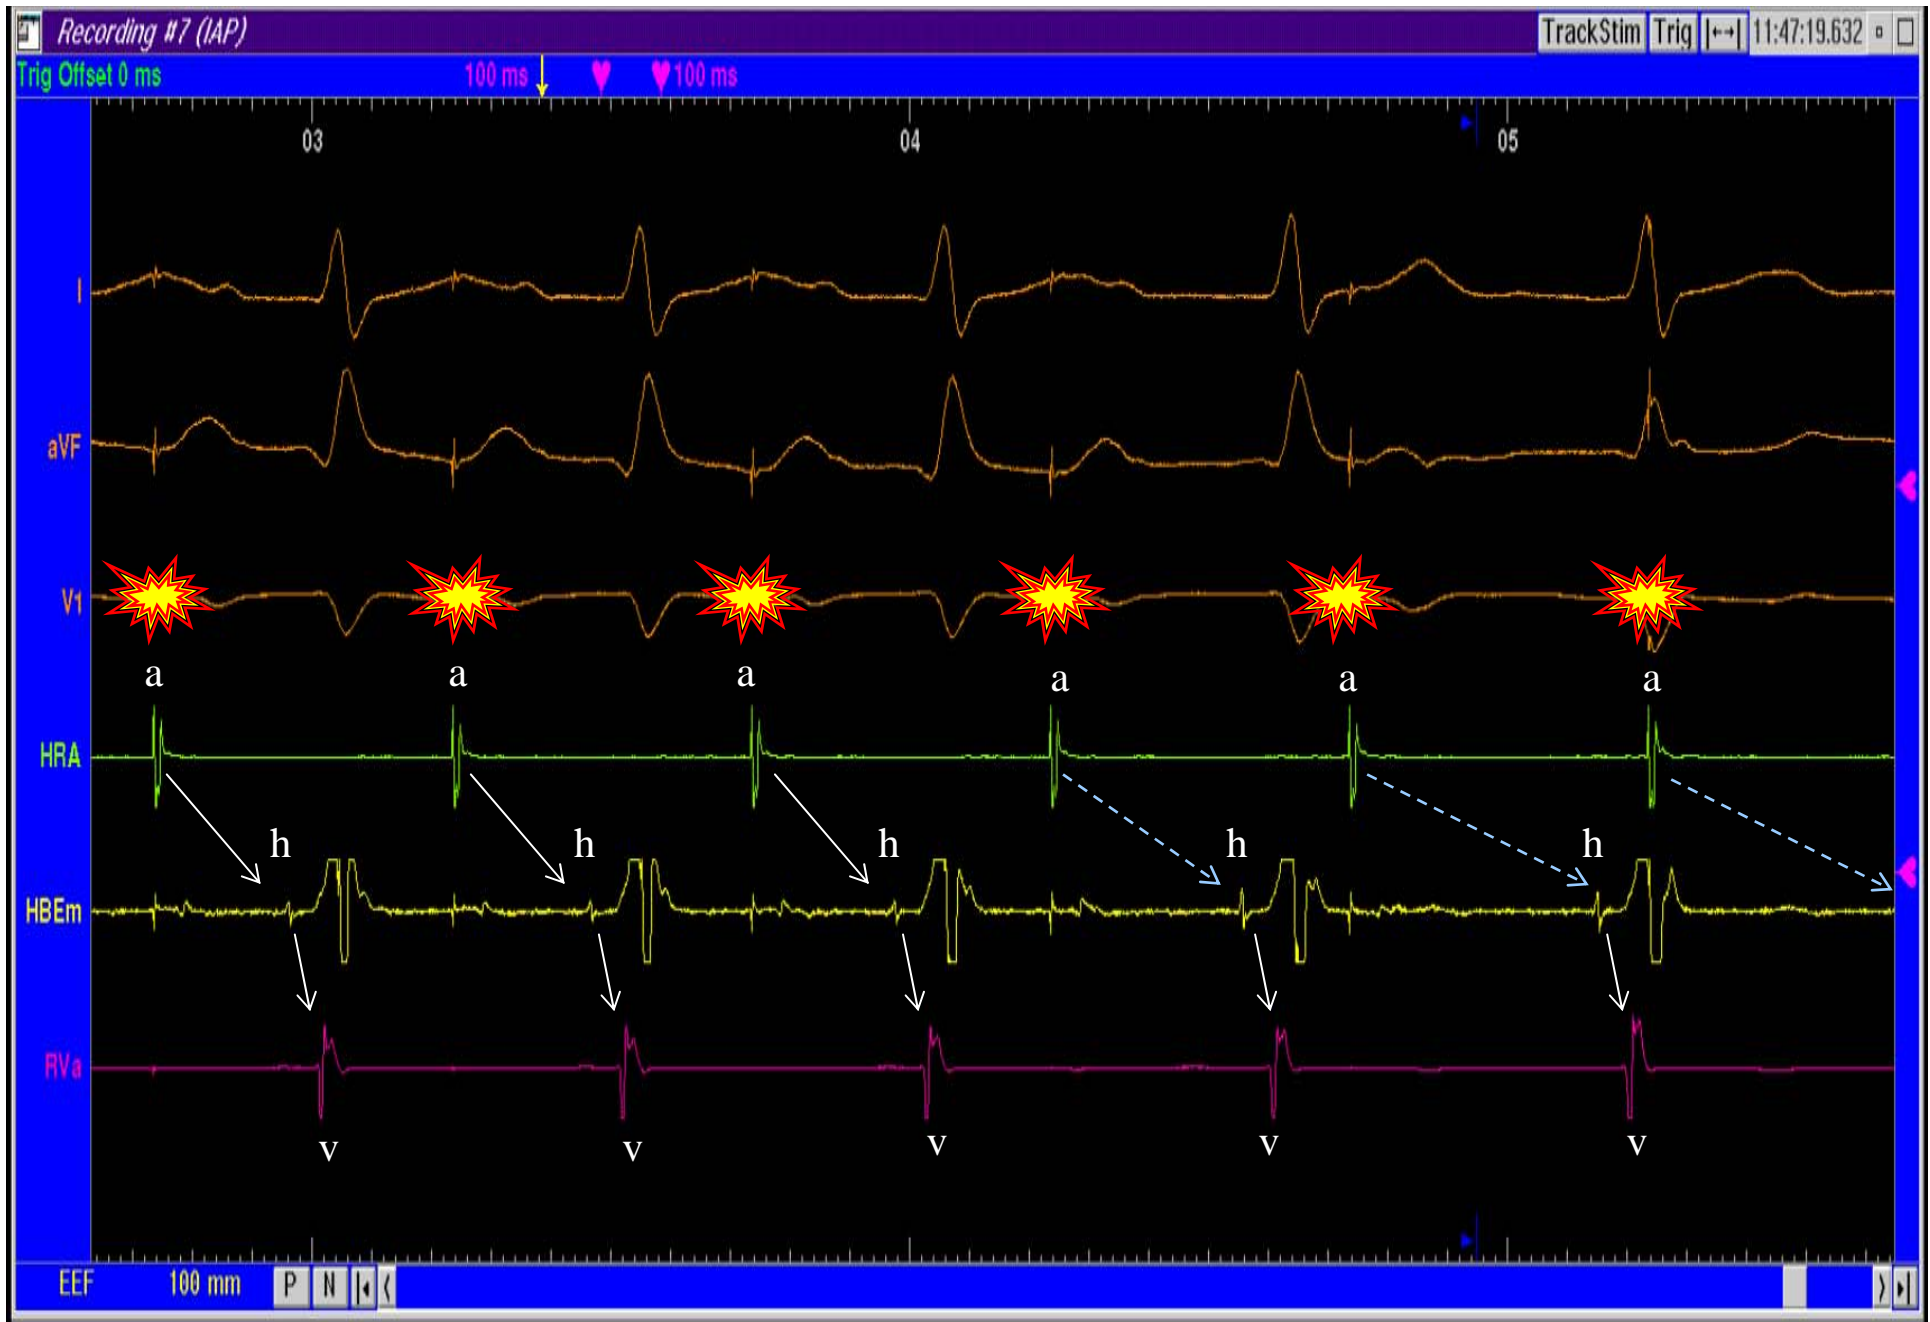 Recording #7 (IAP) TrackStim Trig 11:47:19.632
Trig Offset 0 ms 100 ms 100 ms
03 04 05
I
aVF
V1
a a a a a a
HRA
h h h h h
HBEm
RVa
v v v v v
EEF 100 mm P N